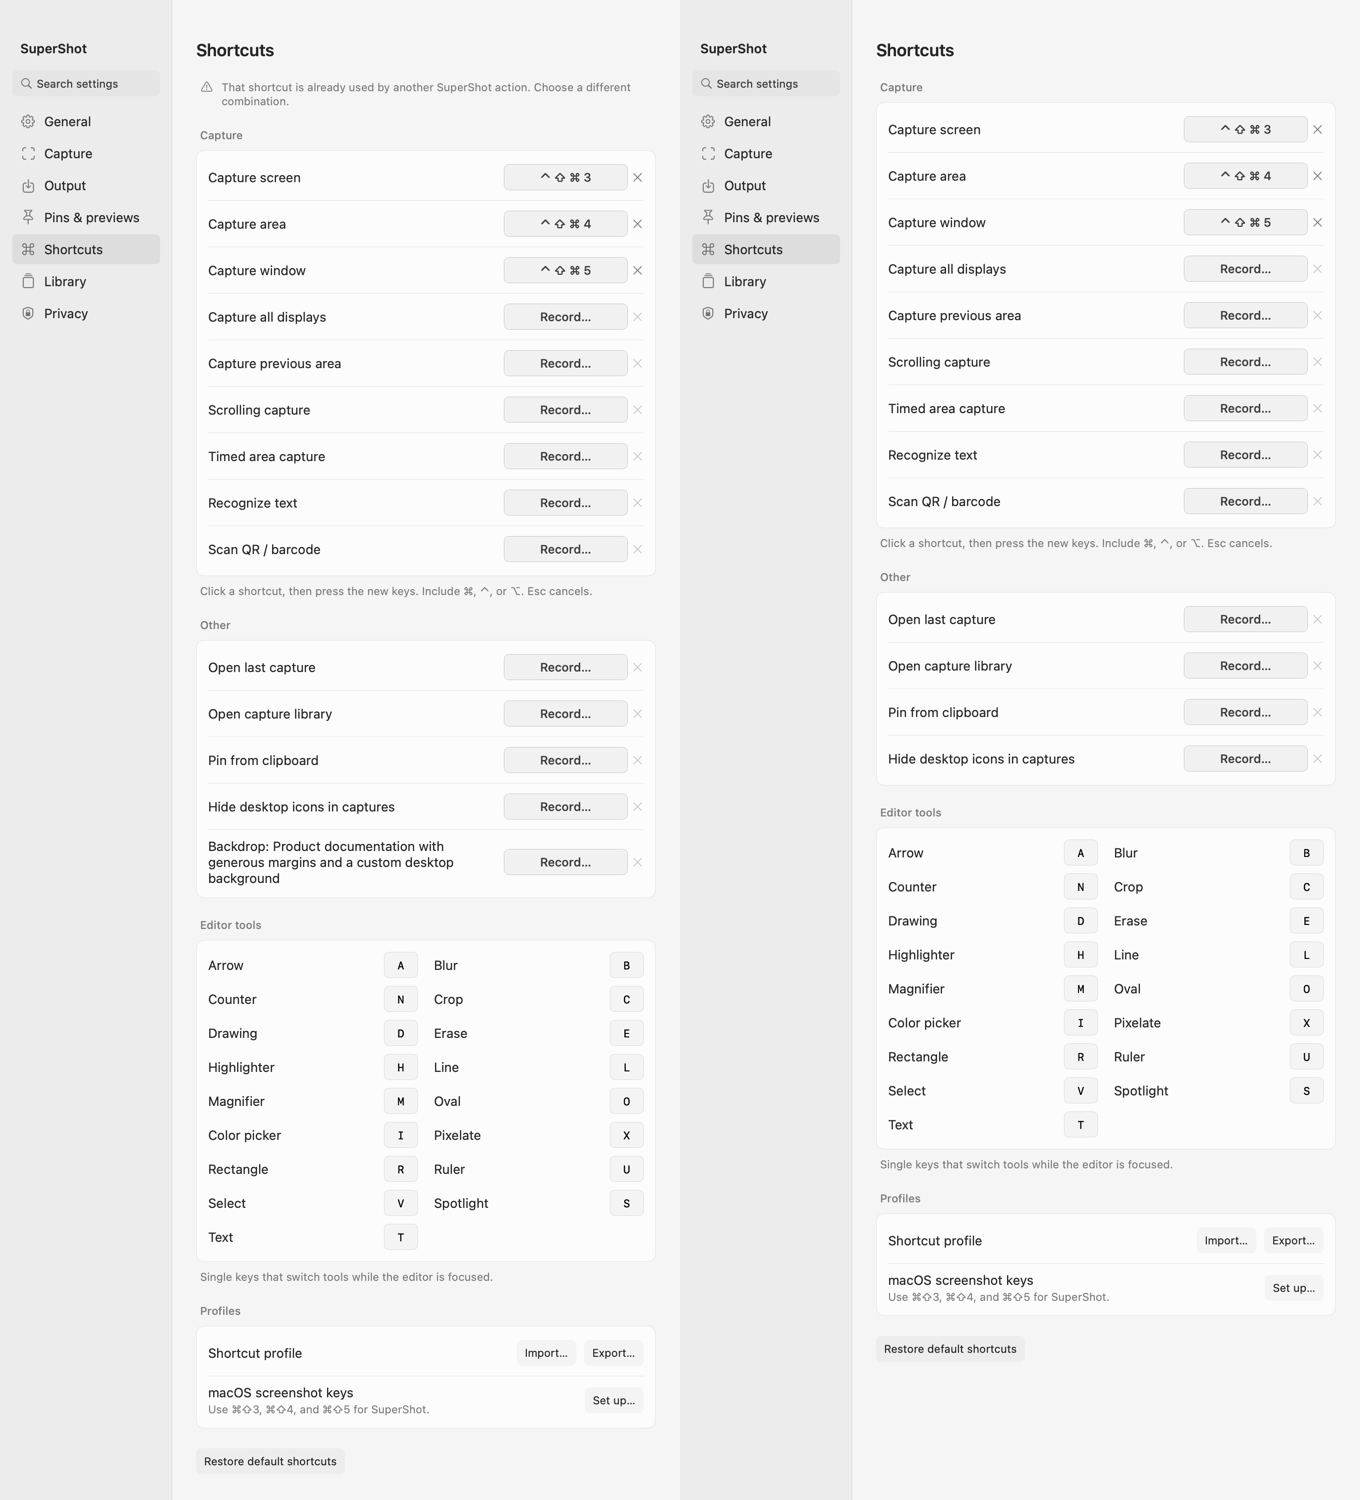 SuperShot
Search settings
General
Capture
Output
Pins & previews
Shortcuts
Library
Privacy
Shortcuts
That shortcut is already used by another SuperShot action. Choose a different
combination.
Capture
Capture screen ^ ⇧ ⌘ 3
Capture area ^ ⇧ ⌘ 4
Capture window ^ ⇧ ⌘ 5
Capture all displays Record...
Capture previous area Record...
Scrolling capture Record...
Timed area capture Record...
Recognize text Record...
Scan QR / barcode Record...
Click a shortcut, then press the new keys. Include ⌘, ^, or ⌥. Esc cancels.
Other
Open last capture Record...
Open capture library Record...
Pin from clipboard Record...
Hide desktop icons in captures Record...
Backdrop: Product documentation with
generous margins and a custom desktop
background Record...
Editor tools
Arrow A Blur B
Counter N Crop C
Drawing D Erase E
Highlighter H Line L
Magnifier M Oval O
Color picker I Pixelate X
Rectangle R Ruler U
Select V Spotlight S
Text T
Single keys that switch tools while the editor is focused.
Profiles
Shortcut profile Import... Export...
macOS screenshot keys
Use ⌘⇧3, ⌘⇧4, and ⌘⇧5 for SuperShot. Set up...
Restore default shortcuts
SuperShot
Search settings
General
Capture
Output
Pins & previews
Shortcuts
Library
Privacy
Shortcuts
Capture
Capture screen ^ ⇧ ⌘ 3
Capture area ^ ⇧ ⌘ 4
Capture window ^ ⇧ ⌘ 5
Capture all displays Record...
Capture previous area Record...
Scrolling capture Record...
Timed area capture Record...
Recognize text Record...
Scan QR / barcode Record...
Click a shortcut, then press the new keys. Include ⌘, ^, or ⌥. Esc cancels.
Other
Open last capture Record...
Open capture library Record...
Pin from clipboard Record...
Hide desktop icons in captures Record...
Editor tools
Arrow A Blur B
Counter N Crop C
Drawing D Erase E
Highlighter H Line L
Magnifier M Oval O
Color picker I Pixelate X
Rectangle R Ruler U
Select V Spotlight S
Text T
Single keys that switch tools while the editor is focused.
Profiles
Shortcut profile Import... Export...
macOS screenshot keys
Use ⌘⇧3, ⌘⇧4, and ⌘⇧5 for SuperShot. Set up...
Restore default shortcuts